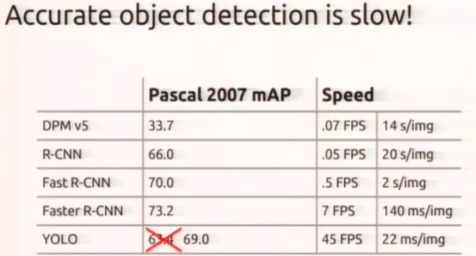 Accurate object detection is slow!
Pascal 2007 mAP Speed
DPM v5 33.7 .07 FPS 14 s/img
R-CNN 66.0 .05 FPS 20 s/img
Fast R-CNN 70.0 .5 FPS 2 s/img
Faster R-CNN 73.2 7 FPS 140 ms/img
YOLO 63.4 69.0 45 FPS 22 ms/img